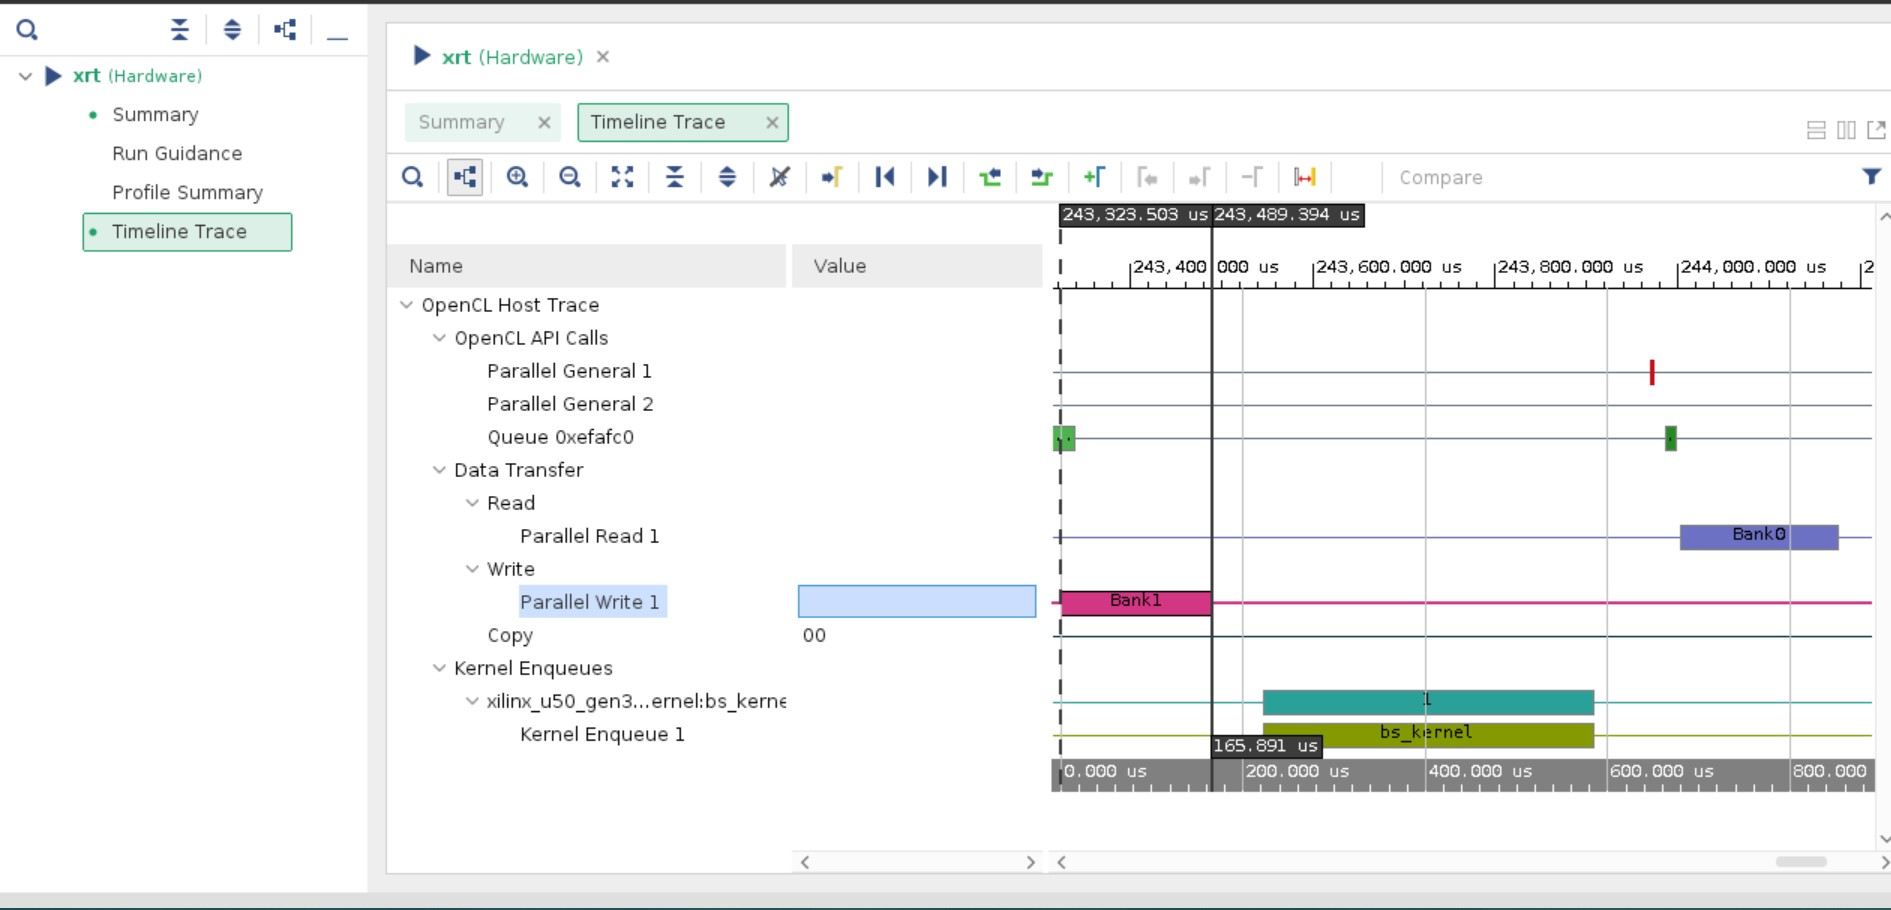 xrt (Hardware)
Summary
Run Guidance
Profile Summary
Timeline Trace
xrt (Hardware)
Summary
Timeline Trace
Compare
243,323.503 us 243,489.394 us
Name Value 243,400 000 us 243,600.000 us 243,800.000 us 244,000.000 us 2
OpenCL Host Trace
OpenCL API Calls
Parallel General 1
Parallel General 2
Queue 0xefafc0
Data Transfer
Read
Parallel Read 1 Bank0
Write
Parallel Write 1 Bank1
Copy 00
Kernel Enqueues
xilinx_u50_gen3...ernel:bs_kerne 1
Kernel Enqueue 1 bs_kernel
165.891 us
0.000 us 200.000 us 400.000 us 600.000 us 800.000